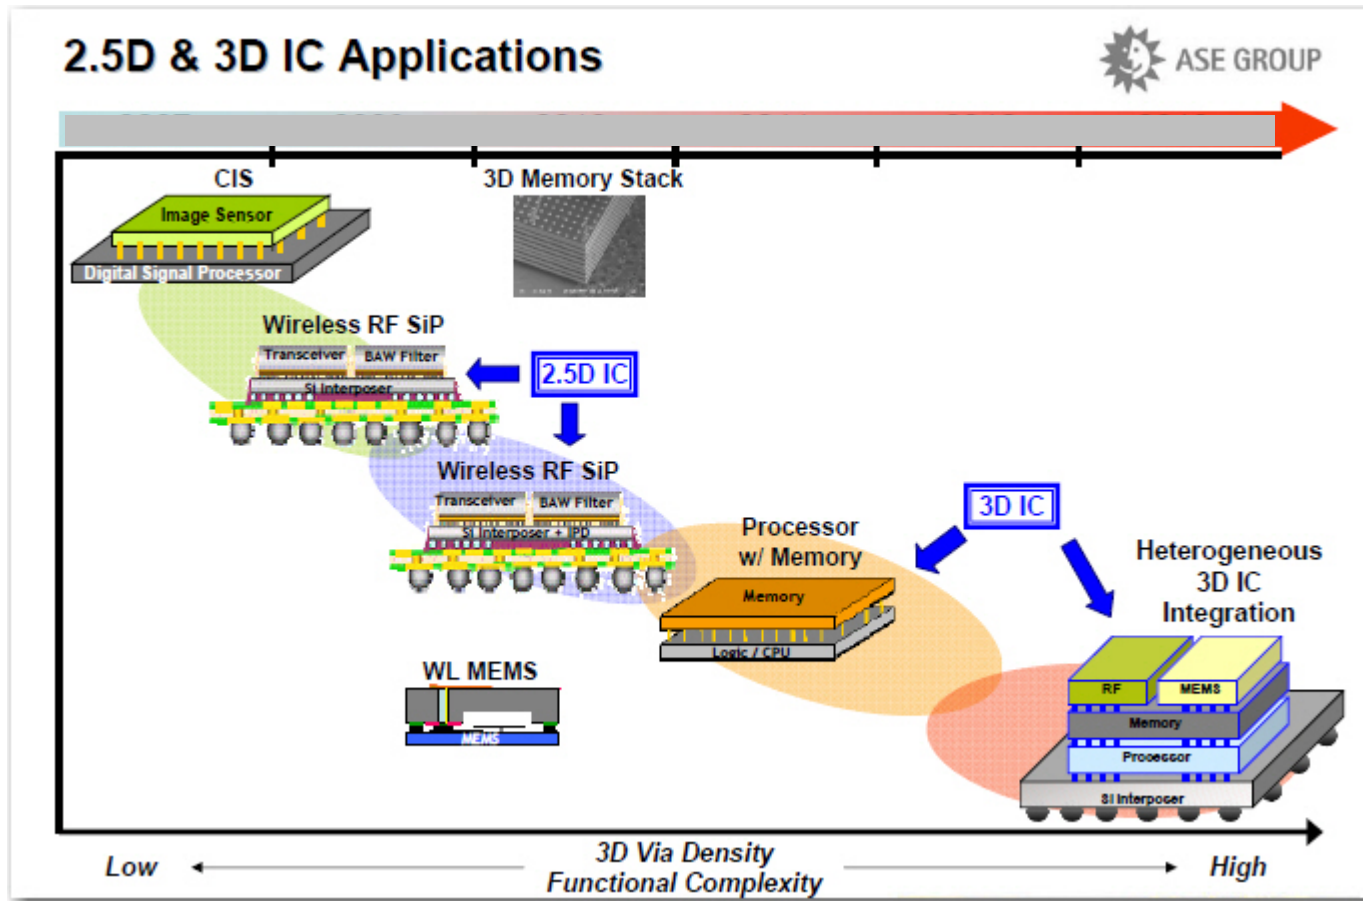 2.5D & 3D IC Applications
ASE GROUP
CIS
Image Sensor
Digital Signal Processor
3D Memory Stack
Wireless RF SiP
Transceiver
BAW Filter
Si Interposer
2.5D IC
Wireless RF SiP
Transceiver
BAW Filter
Si Interposer + IPD
Processor
w/ Memory
Memory
Logic / CPU
3D IC
Heterogeneous
3D IC
Integration
RF
MEMS
Memory
Processor
Si Interposer
WL MEMS
MEMS
Low
3D Via Density
Functional Complexity
High